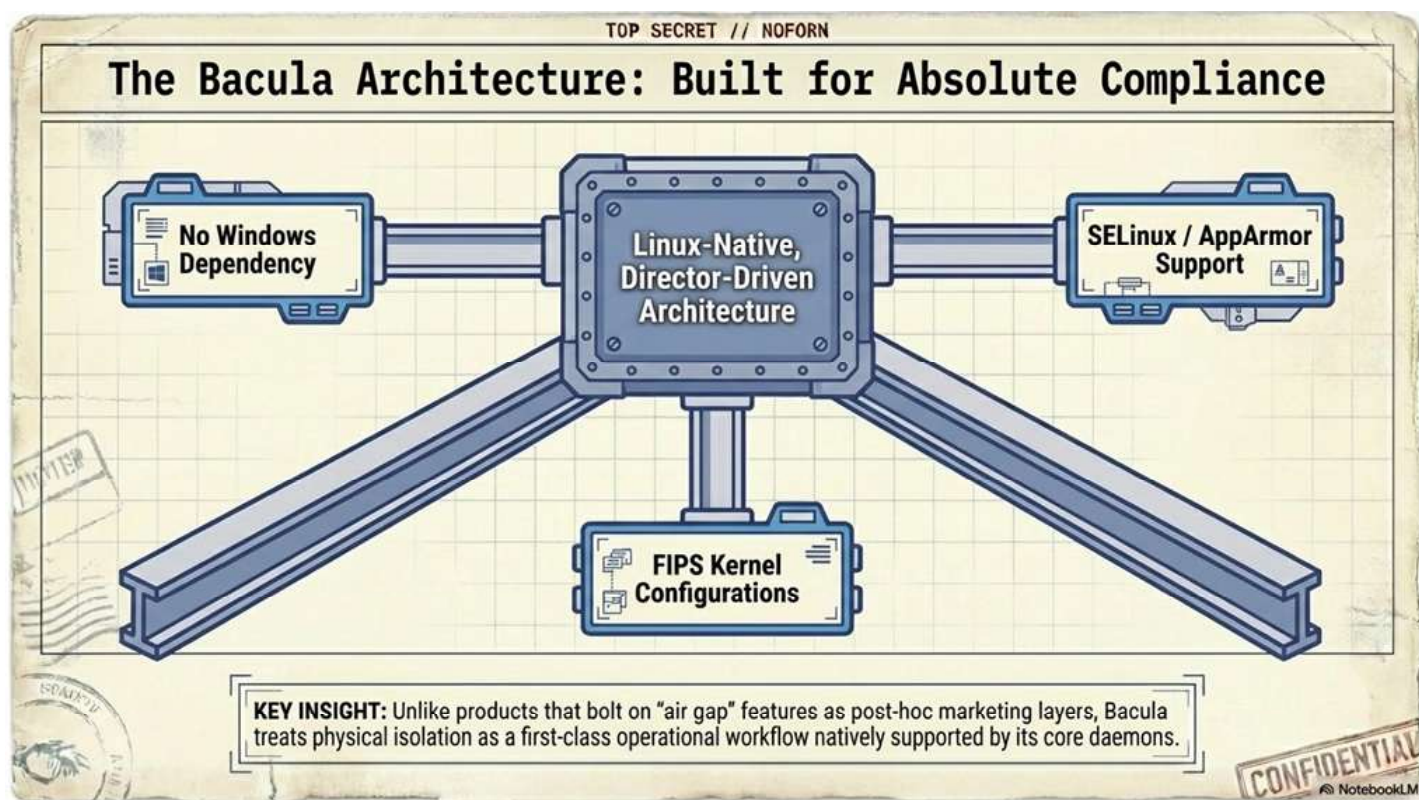 TOP SECRET // NOFORN
The Bacula Architecture: Built for Absolute Compliance
No Windows
Dependency
Linux-Native,
Director-Driven
Architecture
SELinux / AppArmor
Support
FIPS Kernel
Configurations
KEY INSIGHT: Unlike products that bolt on “air gap” features as post-hoc marketing layers, Bacula
treats physical isolation as a first-class operational workflow natively supported by its core daemons.
CONFIDENTIAL
NotebookLM